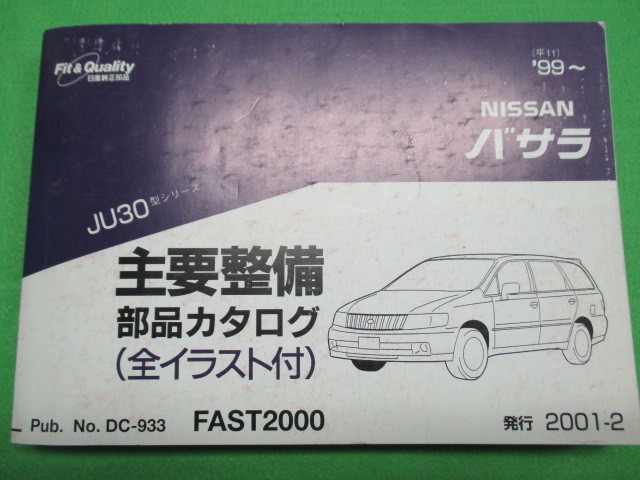 Fit & Quality
日産純正部品
(平11)
'99〜
NISSAN
バサラ
JU30型シリーズ
主要整備
部品カタログ
(全イラスト付)
Pub. No. DC-933 FAST2000
発行 2001-2